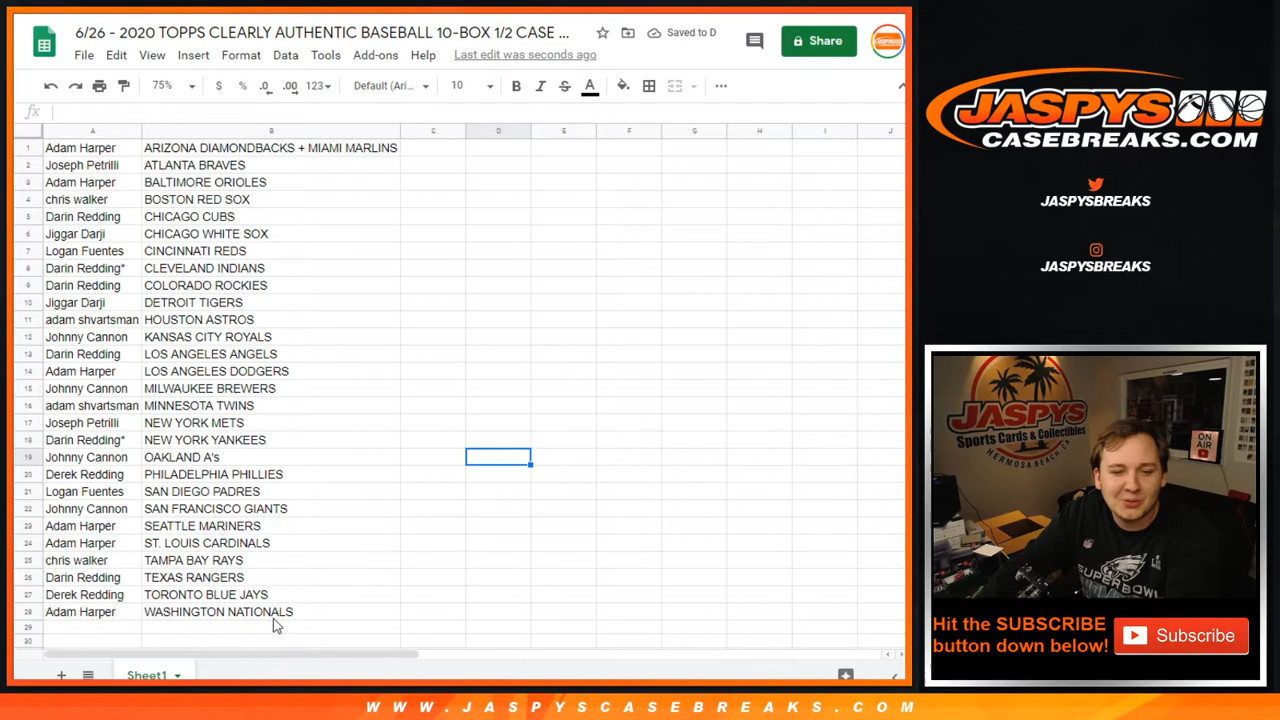 6/26 - 2020 TOPPS CLEARLY AUTHENTIC BASEBALL 10-BOX 1/2 CASE ...
Saved to D
Share
File Edit View Insert Format Data Tools Add-ons Help Last edit was seconds ago
75% $ % .0 .00 123 Default (Ari... 10 B I S A
fx
A B C D E F G H I J
1 Adam Harper ARIZONA DIAMONDBACKS + MIAMI MARLINS
2 Joseph Petrilli ATLANTA BRAVES
3 Adam Harper BALTIMORE ORIOLES
4 chris walker BOSTON RED SOX
5 Darin Redding CHICAGO CUBS
6 Jiggar Darji CHICAGO WHITE SOX
7 Logan Fuentes CINCINNATI REDS
8 Darin Redding* CLEVELAND INDIANS
9 Darin Redding COLORADO ROCKIES
10 Jiggar Darji DETROIT TIGERS
11 adam shvartsman HOUSTON ASTROS
12 Johnny Cannon KANSAS CITY ROYALS
13 Darin Redding LOS ANGELES ANGELS
14 Adam Harper LOS ANGELES DODGERS
15 Johnny Cannon MILWAUKEE BREWERS
16 adam shvartsman MINNESOTA TWINS
17 Joseph Petrilli NEW YORK METS
18 Darin Redding* NEW YORK YANKEES
19 Johnny Cannon OAKLAND A's
20 Derek Redding PHILADELPHIA PHILLIES
21 Logan Fuentes SAN DIEGO PADRES
22 Johnny Cannon SAN FRANCISCO GIANTS
23 Adam Harper SEATTLE MARINERS
24 Adam Harper ST. LOUIS CARDINALS
25 chris walker TAMPA BAY RAYS
26 Darin Redding TEXAS RANGERS
27 Derek Redding TORONTO BLUE JAYS
28 Adam Harper WASHINGTON NATIONALS
29
30
Sheet1
JASPYS
CASEBREAKS.COM
JASPYSBREAKS
JASPYSBREAKS
JASPYS
Sports Cards & Collectibles
HERMOSA BEACH, CA
ON AIR
SUPERBOWL
Hit the SUBSCRIBE
button down below!
Subscribe
WWW.JASPYSCASEBREAKS.COM